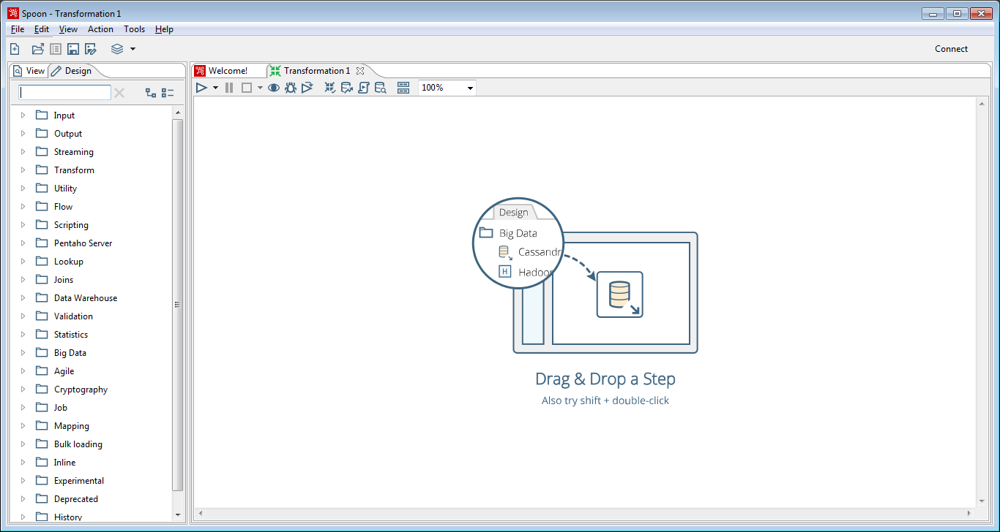 Spoon - Transformation 1
File Edit View Action Tools Help
Connect
View Design
Welcome! Transformation 1
100%
Input
Output
Streaming
Transform
Utility
Flow
Scripting
Pentaho Server
Lookup
Joins
Data Warehouse
Validation
Statistics
Big Data
Agile
Cryptography
Job
Mapping
Bulk loading
Inline
Experimental
Deprecated
History
Design
Big Data
Cassandr
H Hadoop
Drag & Drop a Step
Also try shift + double-click